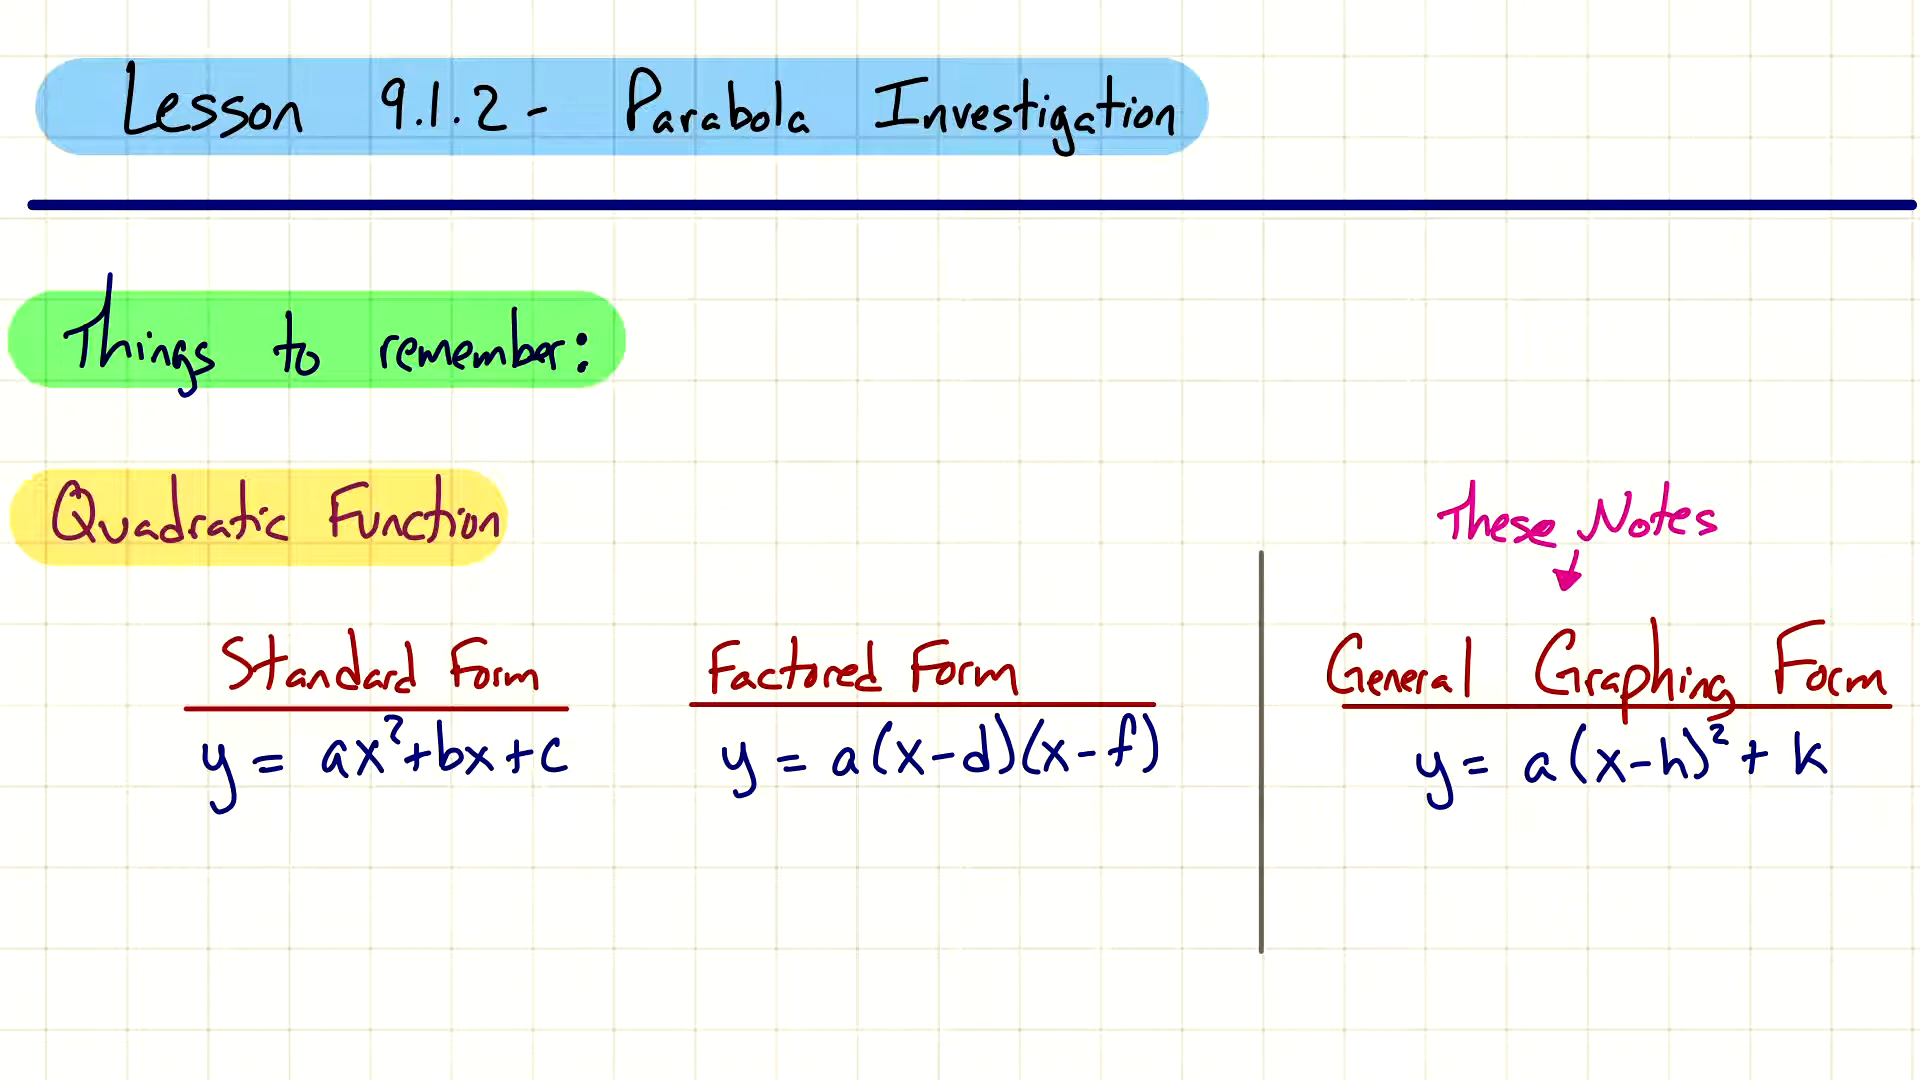 Lesson 9.1.2 - Parabola Investigation
Things to remember:
Quadratic Function
These Notes
Standard Form
y = ax²+bx+c
Factored Form
y = a(x-d)(x-f)
General Graphing Form
y = a(x-h)² + k